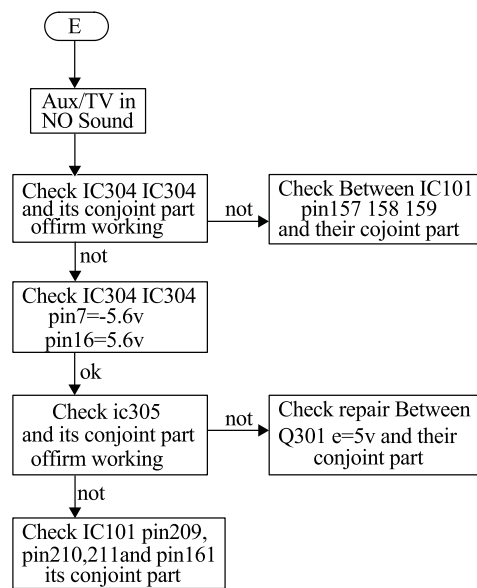 E
Aux/TV in
NO Sound
Check IC304 IC304
and its conjoint part
offirm working
not
Check Between IC101
pin157 158 159
and their cojoint part
not
Check IC304 IC304
pin7=-5.6v
pin16=5.6v
ok
Check ic305
and its conjoint part
offirm working
not
Check repair Between
Q301 e=5v and their
conjoint part
not
Check IC101 pin209,
pin210,211and pin161
its conjoint part